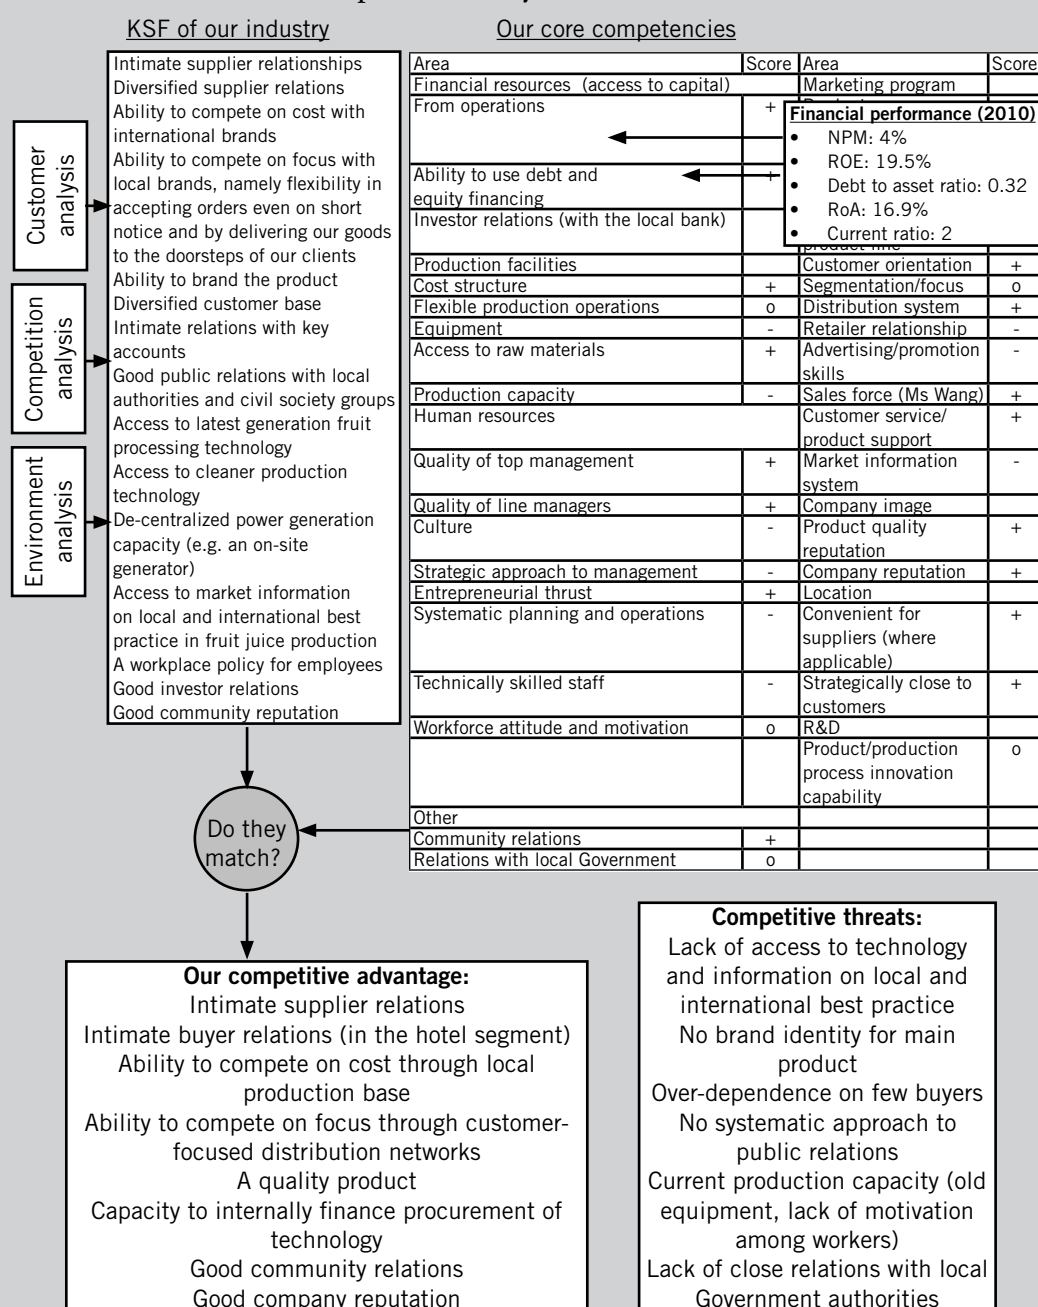 KSF of our industry
Our core competencies
Customer
analysis
Competition
analysis
Environment
analysis
Intimate supplier relationships
Diversified supplier relations
Ability to compete on cost with
international brands
Ability to compete on focus with
local brands, namely flexibility in
accepting orders even on short
notice and by delivering our goods
to the doorsteps of our clients
Ability to brand the product
Diversified customer base
Intimate relations with key
accounts
Good public relations with local
authorities and civil society groups
Access to latest generation fruit
processing technology
Access to cleaner production
technology
De-centralized power generation
capacity (e.g. an on-site
generator)
Access to market information
on local and international best
practice in fruit juice production
A workplace policy for employees
Good investor relations
Good community reputation
Area Score Area Score
Financial resources (access to capital) Marketing program
From operations +
Financial performance (2010)
• NPM: 4%
• ROE: 19.5%
• Debt to asset ratio: 0.32
• RoA: 16.9%
• Current ratio: 2
Ability to use debt and +
equity financing
Investor relations (with the local bank)
product line
Production facilities Customer orientation +
Cost structure + Segmentation/focus o
Flexible production operations o Distribution system +
Equipment - Retailer relationship -
Access to raw materials + Advertising/promotion -
skills
Production capacity - Sales force (Ms Wang) +
Human resources Customer service/ +
product support
Quality of top management + Market information -
system
Quality of line managers + Company image
Culture - Product quality +
reputation
Strategic approach to management - Company reputation +
Entrepreneurial thrust + Location
Systematic planning and operations - Convenient for +
suppliers (where
applicable)
Technically skilled staff - Strategically close to +
customers
Workforce attitude and motivation o R&D
Product/production o
process innovation
capability
Other
Community relations +
Relations with local Government o
Do they
match?
Our competitive advantage:
Intimate supplier relations
Intimate buyer relations (in the hotel segment)
Ability to compete on cost through local
production base
Ability to compete on focus through customer-
focused distribution networks
A quality product
Capacity to internally finance procurement of
technology
Good community relations
Good company reputation
Competitive threats:
Lack of access to technology
and information on local and
international best practice
No brand identity for main
product
Over-dependence on few buyers
No systematic approach to
public relations
Current production capacity (old
equipment, lack of motivation
among workers)
Lack of close relations with local
Government authorities